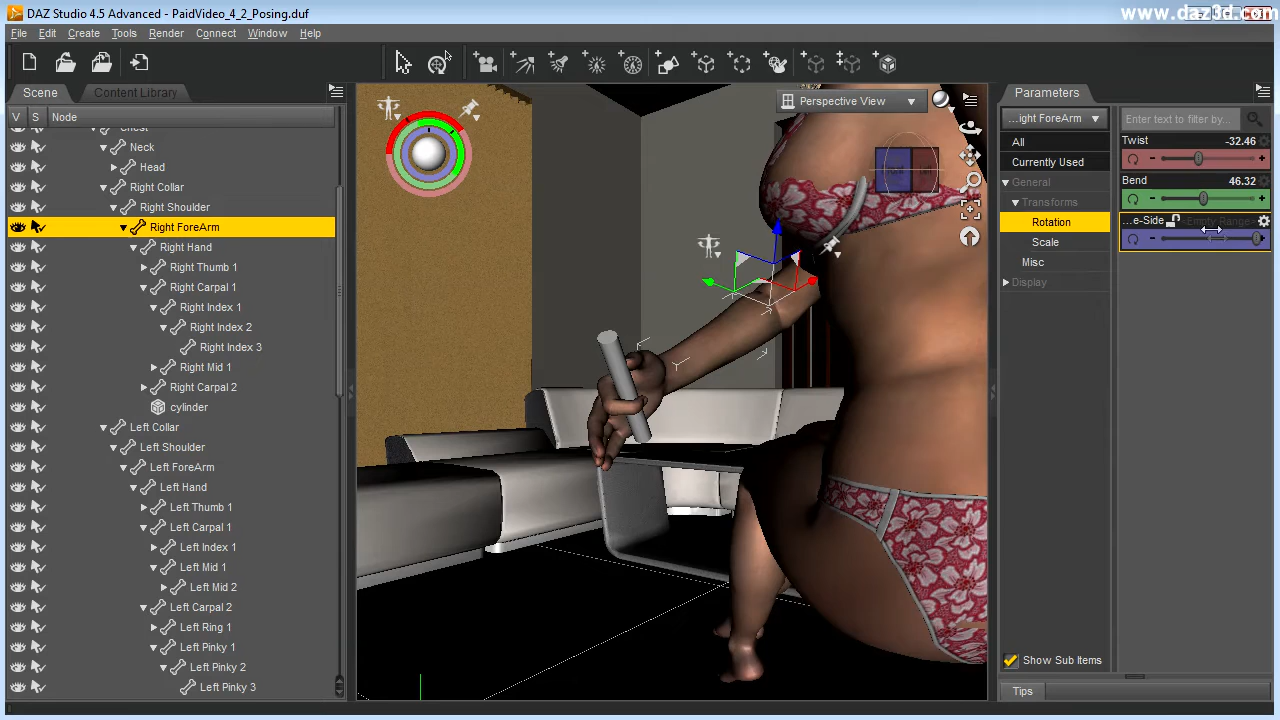 DAZ Studio 4.5 Advanced - PaidVideo_4_2_Posing.duf
www.daz3d.com
File Edit Create Tools Render Connect Window Help
Scene
Content Library
V S Node
Chest
Neck
Head
Right Collar
Right Shoulder
Right ForeArm
Right Hand
Right Thumb 1
Right Carpal 1
Right Index 1
Right Index 2
Right Index 3
Right Mid 1
Right Carpal 2
cylinder
Left Collar
Left Shoulder
Left ForeArm
Left Hand
Left Thumb 1
Left Carpal 1
Left Index 1
Left Mid 1
Left Mid 2
Left Carpal 2
Left Ring 1
Left Pinky 1
Left Pinky 2
Left Pinky 3
Perspective View
Parameters
...ight ForeArm
All
Currently Used
General
Transforms
Rotation
Scale
Misc
Display
Show Sub Items
Enter text to filter by...
Twist -32.46
Bend 46.32
...e-Side <Empty Range>
Tips